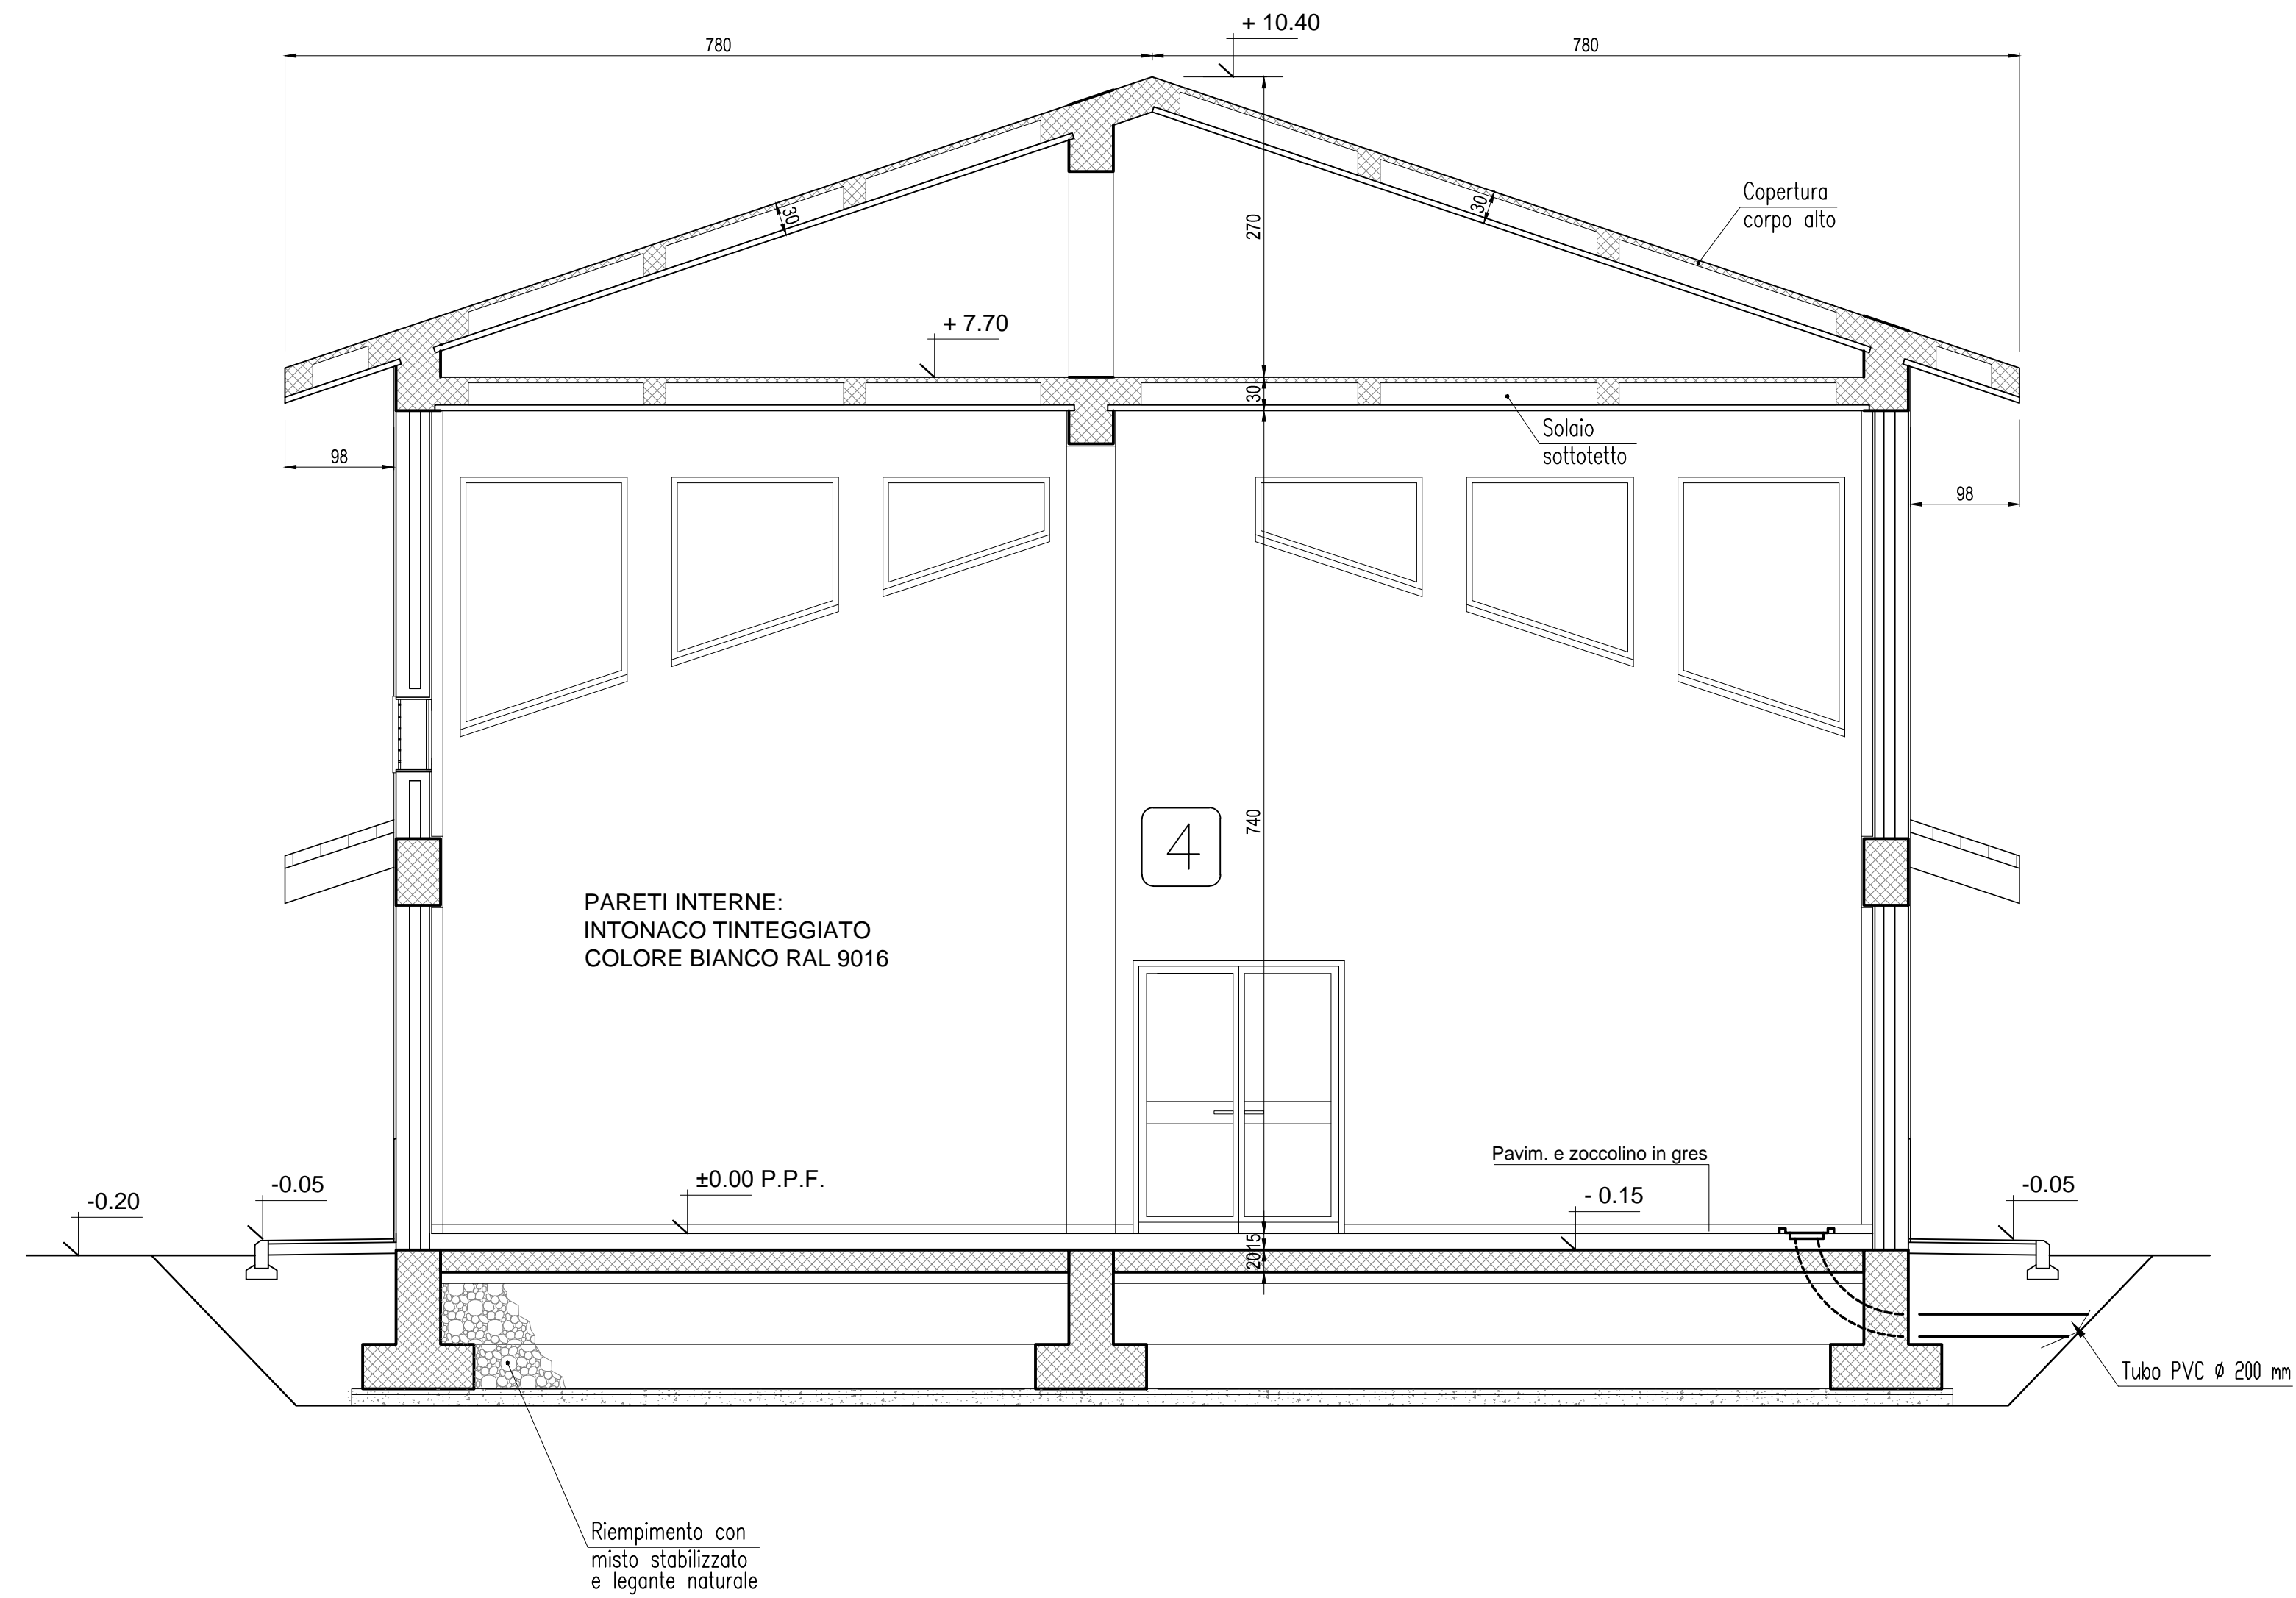 + 10.40
780
780
Copertura
corpo alto
30
30
270
+ 7.70
30
Solaio
sottotetto
98
98
740
4
PARETI INTERNE:
INTONACO TINTEGGIATO
COLORE BIANCO RAL 9016
Pavim. e zoccolino in gres
±0.00 P.P.F.
-0.05
-0.20
- 0.15
-0.05
15
20
Tubo PVC Ø 200 mm
Riempimento con
misto stabilizzato
e legante naturale